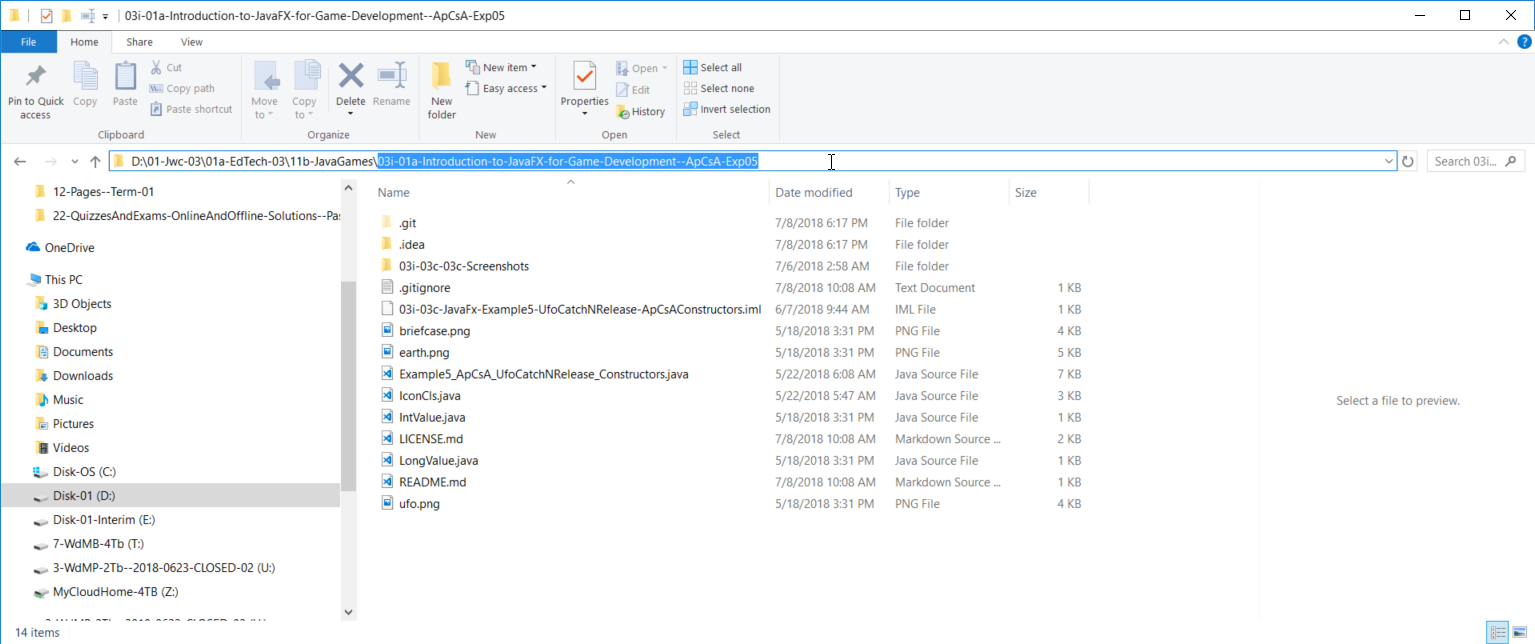 03i-01a-Introduction-to-JavaFX-for-Game-Development--ApCsA-Exp05
File Home Share View
Pin to Quick access
Copy
Paste
Cut
Copy path
Paste shortcut
Clipboard
Move to
Copy to
Delete
Rename
Organize
New folder
New item
Easy access
New
Properties
Open
Edit
History
Open
Select all
Select none
Invert selection
Select
D:\01-Jwc-03\01a-EdTech-03\11b-JavaGames\03i-01a-Introduction-to-JavaFX-for-Game-Development--ApCsA-Exp05
Search 03i...
12-Pages--Term-01
22-QuizzesAndExams-OnlineAndOffline-Solutions--Pa
OneDrive
This PC
3D Objects
Desktop
Documents
Downloads
Music
Pictures
Videos
Disk-OS (C:)
Disk-01 (D:)
Disk-01-Interim (E:)
7-WdMB-4Tb (T:)
3-WdMP-2Tb--2018-0623-CLOSED-02 (U:)
MyCloudHome-4TB (Z:)
Name Date modified Type Size
.git 7/8/2018 6:17 PM File folder
.idea 7/8/2018 6:17 PM File folder
03i-03c-03c-Screenshots 7/6/2018 2:58 AM File folder
.gitignore 7/8/2018 10:08 AM Text Document 1 KB
03i-03c-JavaFx-Example5-UfoCatchNRelease-ApCsAConstructors.iml 6/7/2018 9:44 AM IML File 1 KB
briefcase.png 5/18/2018 3:31 PM PNG File 4 KB
earth.png 5/18/2018 3:31 PM PNG File 5 KB
Example5_ApCsA_UfoCatchNRelease_Constructors.java 5/22/2018 6:08 AM Java Source File 7 KB
IconCls.java 5/22/2018 5:47 AM Java Source File 3 KB
IntValue.java 5/18/2018 3:31 PM Java Source File 1 KB
LICENSE.md 7/8/2018 10:08 AM Markdown Source ... 2 KB
LongValue.java 5/18/2018 3:31 PM Java Source File 1 KB
README.md 7/8/2018 10:08 AM Markdown Source ... 1 KB
ufo.png 5/18/2018 3:31 PM PNG File 4 KB
Select a file to preview.
14 items